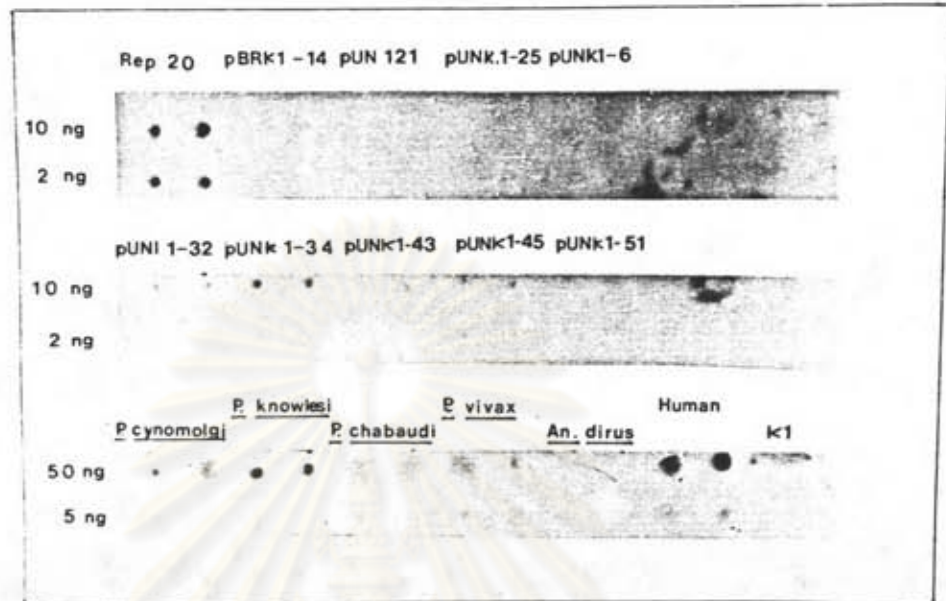 Rep 20 pBRK1-14 pUN 121 pUNK.1-25 pUNK1-6
10 ng
2 ng
pUNI 1-32 pUNK 1-34 pUNK1-43 pUNK1-45 pUNK1-51
10 ng
2 ng
P. knowlesi P. vivax Human
P. cynomolgi P. chabaudi An. dirus K1
50 ng
5 ng